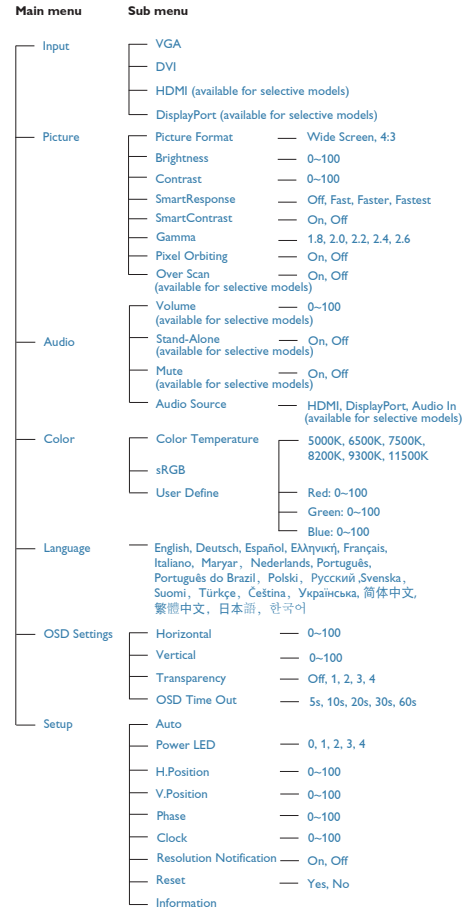 Main menu Sub menu
Input VGA
DVI
HDMI (available for selective models)
DisplayPort (available for selective models)
Picture Picture Format Wide Screen, 4:3
Brightness 0~100
Contrast 0~100
SmartResponse Off, Fast, Faster, Fastest
SmartContrast On, Off
Gamma 1.8, 2.0, 2.2, 2.4, 2.6
Pixel Orbiting On, Off
Over Scan On, Off
(available for selective models)
Volume 0~100
(available for selective models)
Audio Stand-Alone On, Off
(available for selective models)
Mute On, Off
(available for selective models)
Audio Source HDMI, DisplayPort, Audio In
(available for selective models)
Color Color Temperature 5000K, 6500K, 7500K,
8200K, 9300K, 11500K
sRGB
User Define Red: 0~100
Green: 0~100
Blue: 0~100
Language English, Deutsch, Español, Ελληνική, Français,
Italiano, Maryar, Nederlands, Português,
Português do Brazil, Polski, Русский ,Svenska,
Suomi, Türkçe, Čeština, Українська, 简体中文,
繁體中文, 日本語, 한국어
OSD Settings Horizontal 0~100
Vertical 0~100
Transparency Off, 1, 2, 3, 4
OSD Time Out 5s, 10s, 20s, 30s, 60s
Setup Auto
Power LED 0, 1, 2, 3, 4
H.Position 0~100
V.Position 0~100
Phase 0~100
Clock 0~100
Resolution Notification On, Off
Reset Yes, No
Information